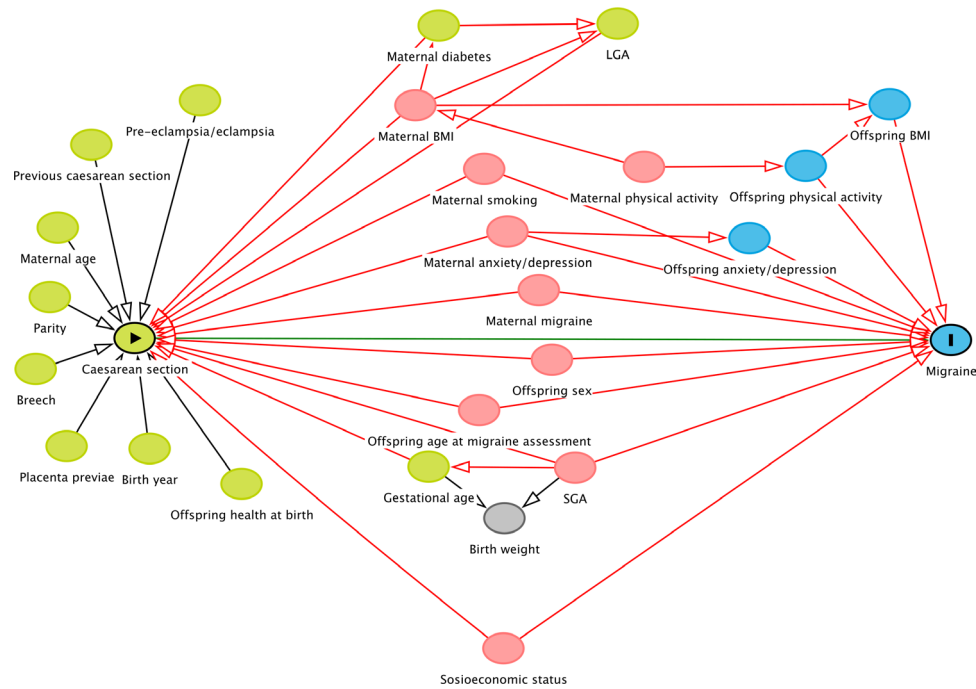 Maternal diabetes
LGA
Pre-eclampsia/eclampsia
Maternal BMI
Offspring BMI
Previous caesarean section
Maternal smoking
Maternal physical activity
Offspring physical activity
Maternal age
Maternal anxiety/depression
Offspring anxiety/depression
Parity
Maternal migraine
Caesarean section
Migraine
Breech
Offspring sex
Offspring age at migraine assessment
Placenta previae
Birth year
Gestational age
SGA
Offspring health at birth
Birth weight
Sosioeconomic status